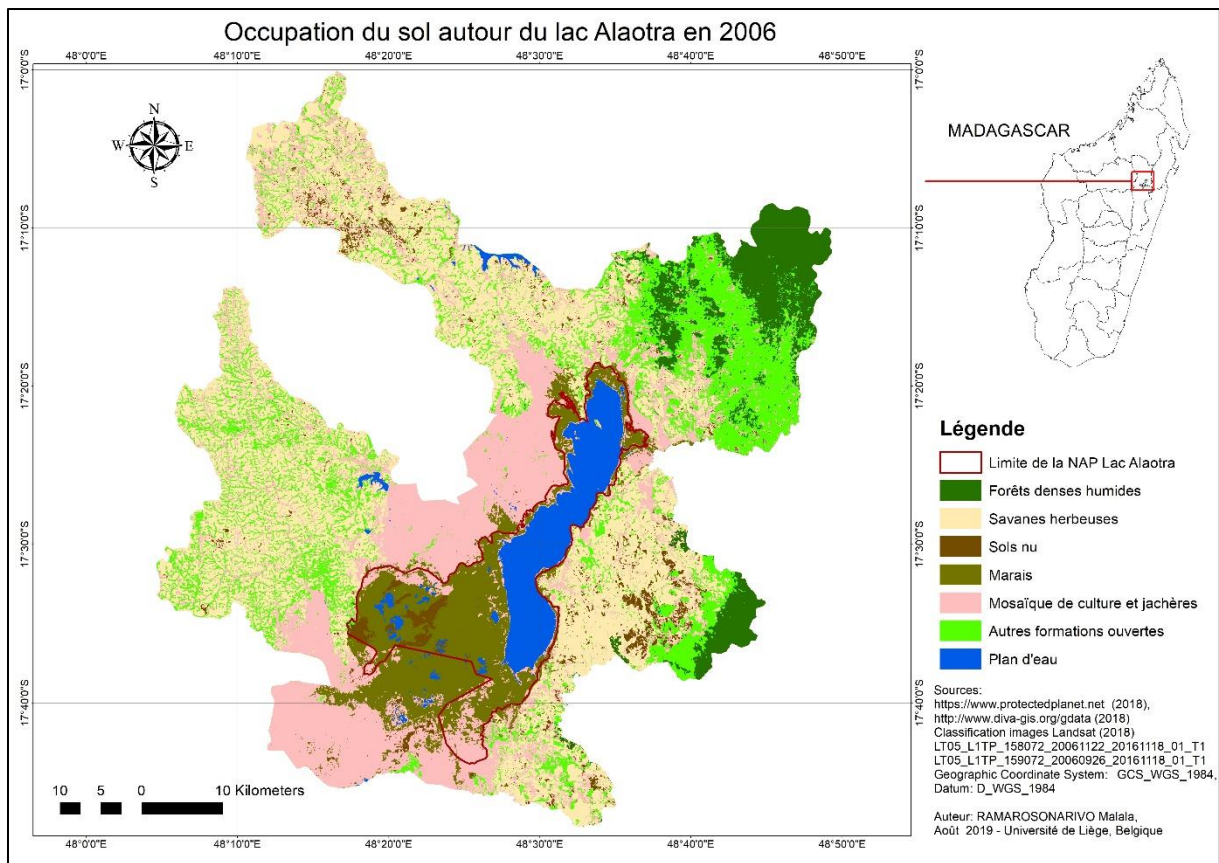 Occupation du sol autour du lac Alaotra en 2006
48°0'0"E 48°10'0"E 48°20'0"E 48°30'0"E 48°40'0"E 48°50'0"E
17°0'0"S 17°0'0"S
N
W E
S
MADAGASCAR
17°10'0"S 17°10'0"S
17°20'0"S 17°20'0"S
17°30'0"S 17°30'0"S
17°40'0"S 17°40'0"S
Légende
Limite de la NAP Lac Alaotra
Forêts denses humides
Savanes herbeuses
Sols nu
Marais
Mosaïque de culture et jachères
Autres formations ouvertes
Plan d'eau
Sources:
https://www.protectedplanet.net (2018),
http://www.diva-gis.org/gdata (2018)
Classification images Landsat (2018)
LT05_L1TP_158072_20061122_20161118_01_T1
LT05_L1TP_159072_20060926_20161118_01_T1
Geographic Coordinate System: GCS_WGS_1984,
Datum: D_WGS_1984
Auteur: RAMAROSONARIVO Malala,
Août 2019 - Université de Liège, Belgique
10 5 0 10 Kilometers
48°0'0"E 48°10'0"E 48°20'0"E 48°30'0"E 48°40'0"E 48°50'0"E